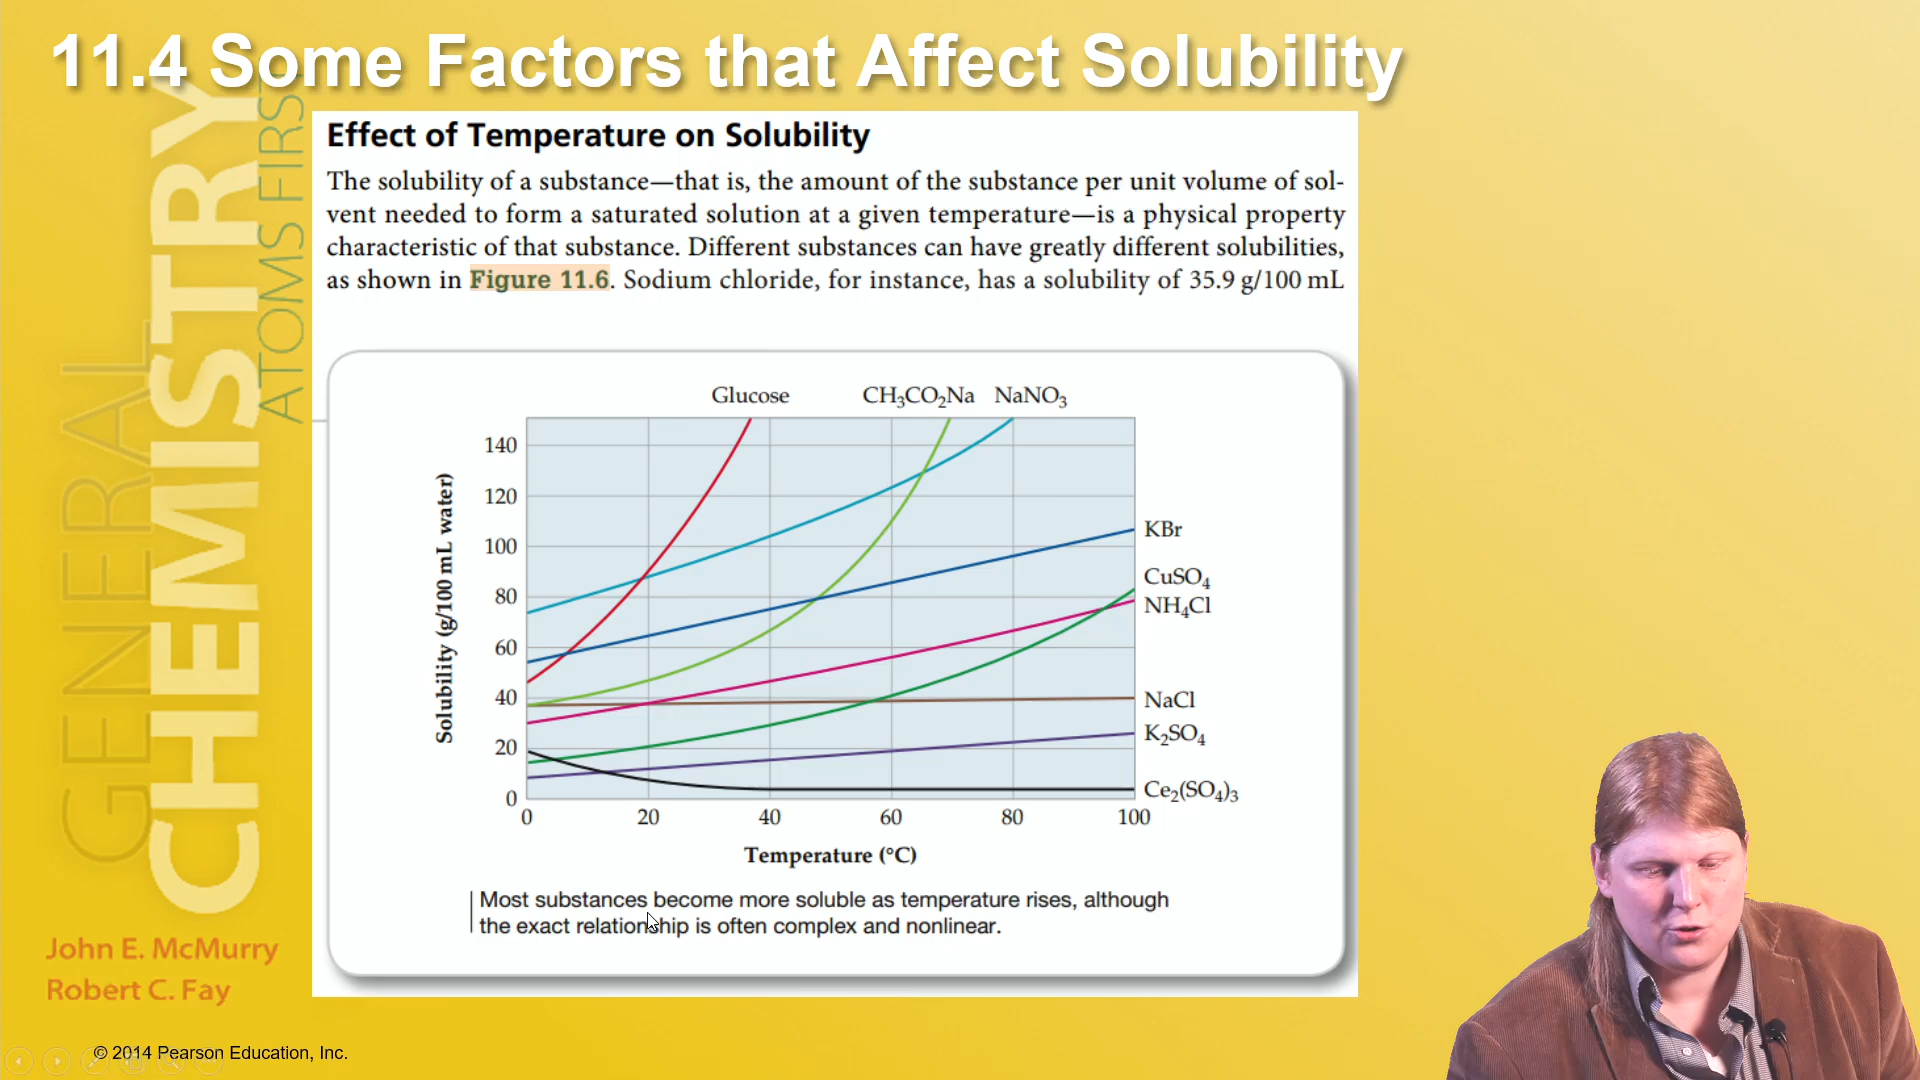 11.4 Some Factors that Affect Solubility
GENERAL
CHEMISTRY
ATOMS FIRST
Effect of Temperature on Solubility
The solubility of a substance—that is, the amount of the substance per unit volume of sol-
vent needed to form a saturated solution at a given temperature—is a physical property
characteristic of that substance. Different substances can have greatly different solubilities,
as shown in Figure 11.6. Sodium chloride, for instance, has a solubility of 35.9 g/100 mL
Glucose CH₃CO₂Na NaNO₃
Solubility (g/100 mL water)
140
120
100
80
60
40
20
0
KBr
CuSO₄
NH₄Cl
NaCl
K₂SO₄
Ce₂(SO₄)₃
0 20 40 60 80 100
Temperature (°C)
Most substances become more soluble as temperature rises, although
the exact relationship is often complex and nonlinear.
John E. McMurry
Robert C. Fay
© 2014 Pearson Education, Inc.